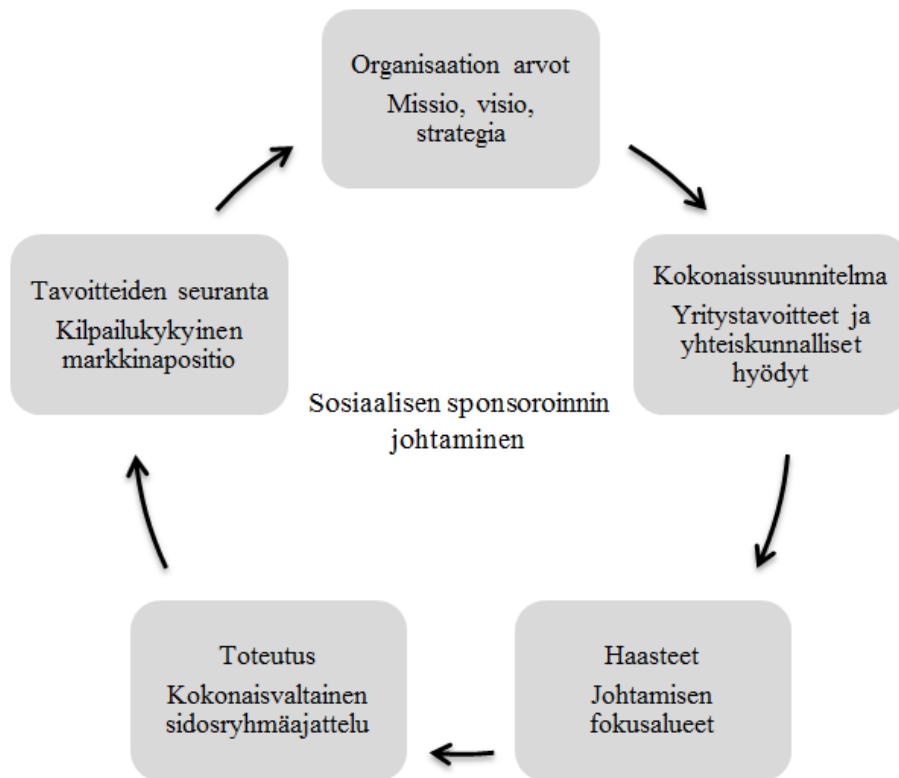 Organisaation arvot
Missio, visio,
strategia
Kokonaissuunnitelma
Yritystavoitteet ja
yhteiskunnalliset
hyödyt
Haasteet
Johtamisen
fokusalueet
Toteutus
Kokonaisvaltainen
sidosryhmäajattelu
Tavoitteiden seuranta
Kilpailukykyinen
markkinapositio
Sosiaalisen sponsoroinnin
johtaminen